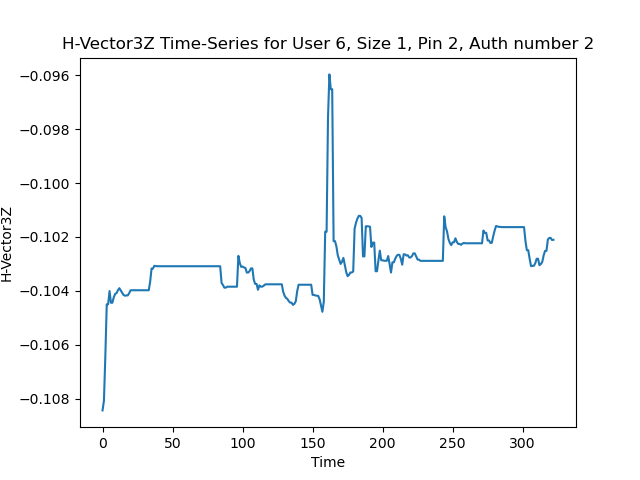 H-Vector3Z Time-Series for User 6, Size 1, Pin 2, Auth number 2
−0.096
−0.098
−0.100
−0.102
−0.104
−0.106
−0.108
H-Vector3Z
0 50 100 150 200 250 300
Time